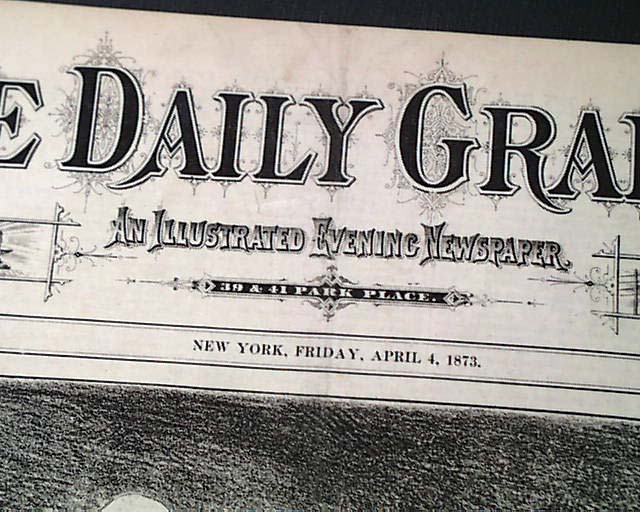 E DAILY GRA
AN ILLUSTRATED EVENING NEWSPAPER.
39 & 41 PARK PLACE.
NEW YORK, FRIDAY, APRIL 4, 1873.